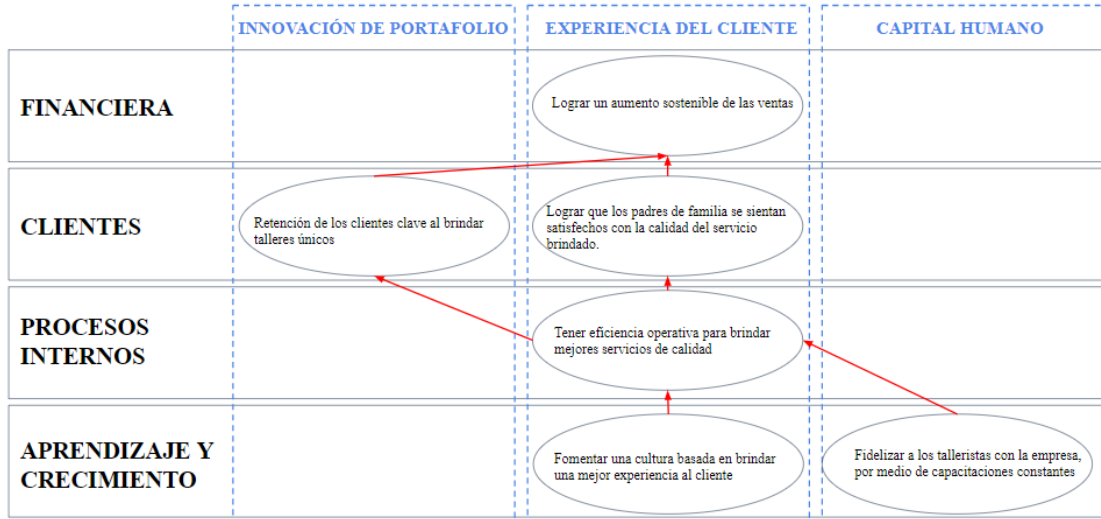 INNOVACIÓN DE PORTAFOLIO
EXPERIENCIA DEL CLIENTE
CAPITAL HUMANO
FINANCIERA
Lograr un aumento sostenible de las ventas
CLIENTES
Retención de los clientes clave al brindar
talleres únicos
Lograr que los padres de familia se sientan
satisfechos con la calidad del servicio
brindado.
PROCESOS
INTERNOS
Tener eficiencia operativa para brindar
mejores servicios de calidad
APRENDIZAJE Y
CRECIMIENTO
Fomentar una cultura basada en brindar
una mejor experiencia al cliente
Fidelizar a los talleristas con la empresa,
por medio de capacitaciones constantes